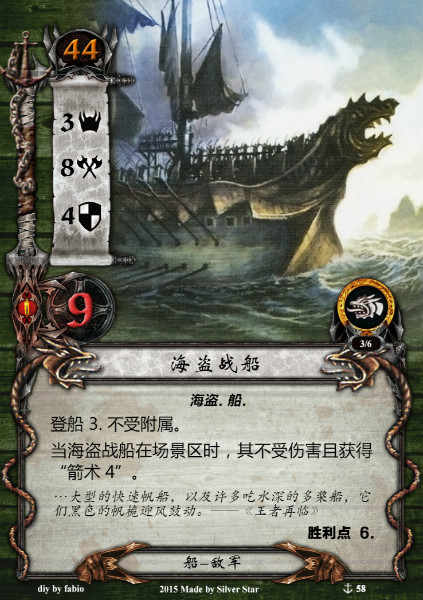 44
3
8
4
9
3/6
海盗战船
海盗. 船.
登船 3. 不受附属。
当海盗战船在场景区时，其不受伤害且获得
“箭术 4” 。
…大型的快速帆船，以及许多吃水深的多桨船，它
们黑色的帆桅迎风鼓动。——《王者再临》
胜利点 6.
船-敌军
diy by fabio
2015 Made by Silver Star
58